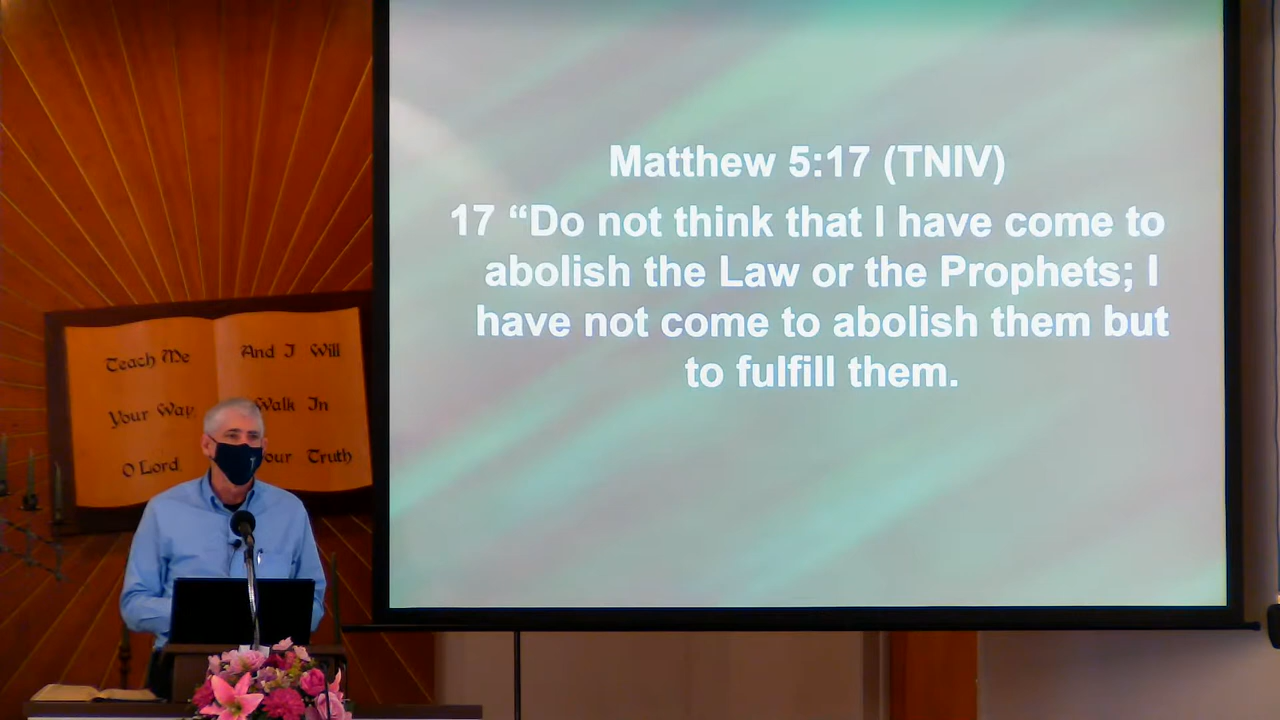 Matthew 5:17 (TNIV)
17 “Do not think that I have come to
abolish the Law or the Prophets; I
have not come to abolish them but
to fulfill them.
Teach Me
Your Way
O Lord
And I Will
Walk In
our Truth